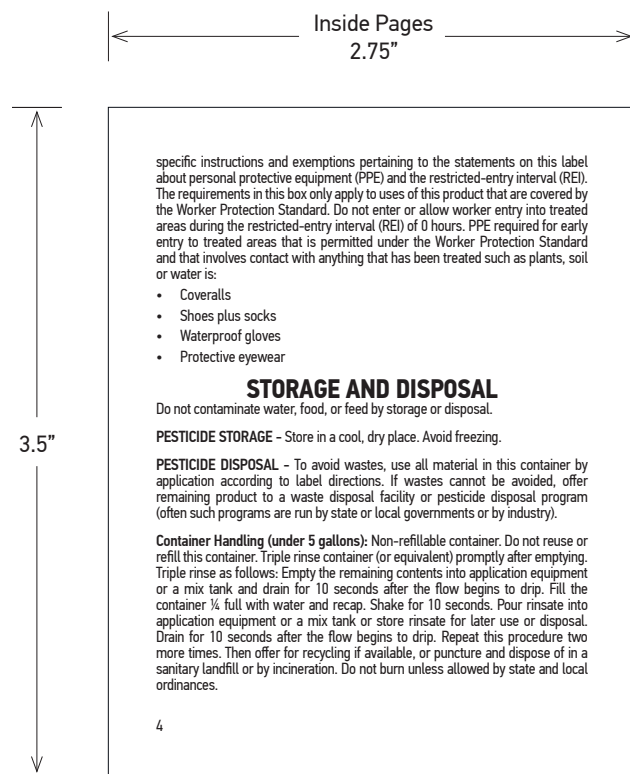 Inside Pages
2.75”
3.5”
specific instructions and exemptions pertaining to the statements on this label
about personal protective equipment (PPE) and the restricted-entry interval (REI).
The requirements in this box only apply to uses of this product that are covered by
the Worker Protection Standard. Do not enter or allow worker entry into treated
areas during the restricted-entry interval (REI) of 0 hours. PPE required for early
entry to treated areas that is permitted under the Worker Protection Standard
and that involves contact with anything that has been treated such as plants, soil
or water is:
• Coveralls
• Shoes plus socks
• Waterproof gloves
• Protective eyewear
STORAGE AND DISPOSAL
Do not contaminate water, food, or feed by storage or disposal.
PESTICIDE STORAGE - Store in a cool, dry place. Avoid freezing.
PESTICIDE DISPOSAL - To avoid wastes, use all material in this container by
application according to label directions. If wastes cannot be avoided, offer
remaining product to a waste disposal facility or pesticide disposal program
(often such programs are run by state or local governments or by industry).
Container Handling (under 5 gallons): Non-refillable container. Do not reuse or
refill this container. Triple rinse container (or equivalent) promptly after emptying.
Triple rinse as follows: Empty the remaining contents into application equipment
or a mix tank and drain for 10 seconds after the flow begins to drip. Fill the
container ¼ full with water and recap. Shake for 10 seconds. Pour rinsate into
application equipment or a mix tank or store rinsate for later use or disposal.
Drain for 10 seconds after the flow begins to drip. Repeat this procedure two
more times. Then offer for recycling if available, or puncture and dispose of in a
sanitary landfill or by incineration. Do not burn unless allowed by state and local
ordinances.
4